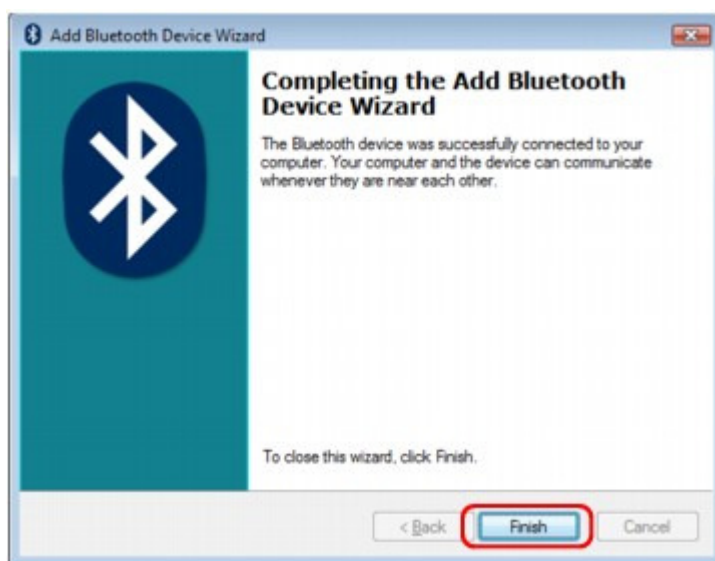 Add Bluetooth Device Wizard
Completing the Add Bluetooth
Device Wizard
The Bluetooth device was successfully connected to your
computer. Your computer and the device can communicate
whenever they are near each other.
To close this wizard, click Finish.
< Back Finish Cancel